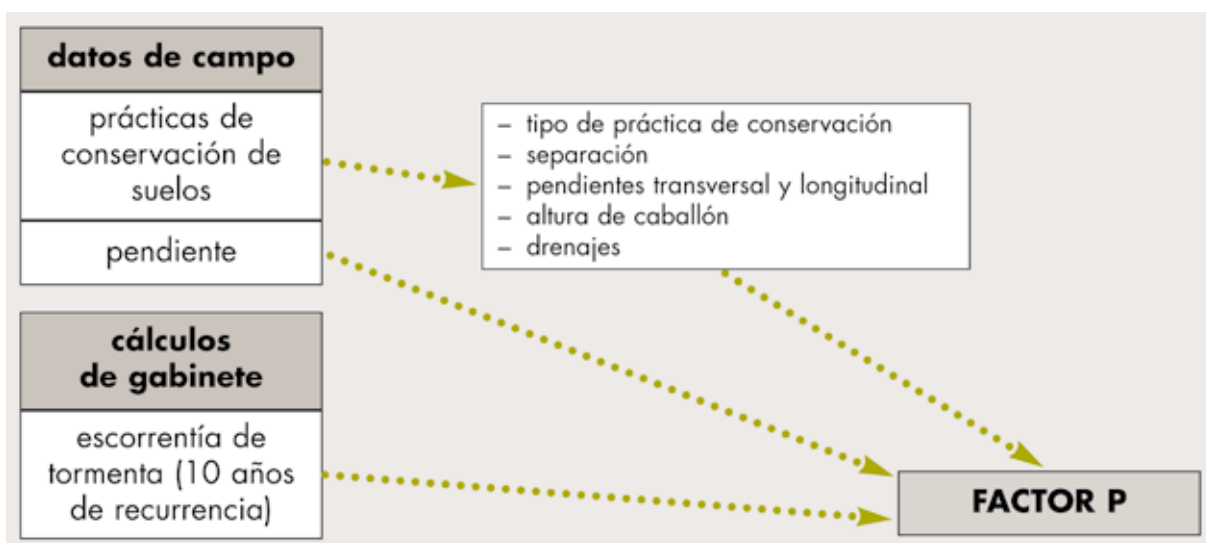 datos de campo
prácticas de
conservación de
suelos
pendiente
– tipo de práctica de conservación
– separación
– pendientes transversal y longitudinal
– altura de caballón
– drenajes
cálculos
de gabinete
escorrentía de
tormenta (10 años
de recurrencia)
FACTOR P